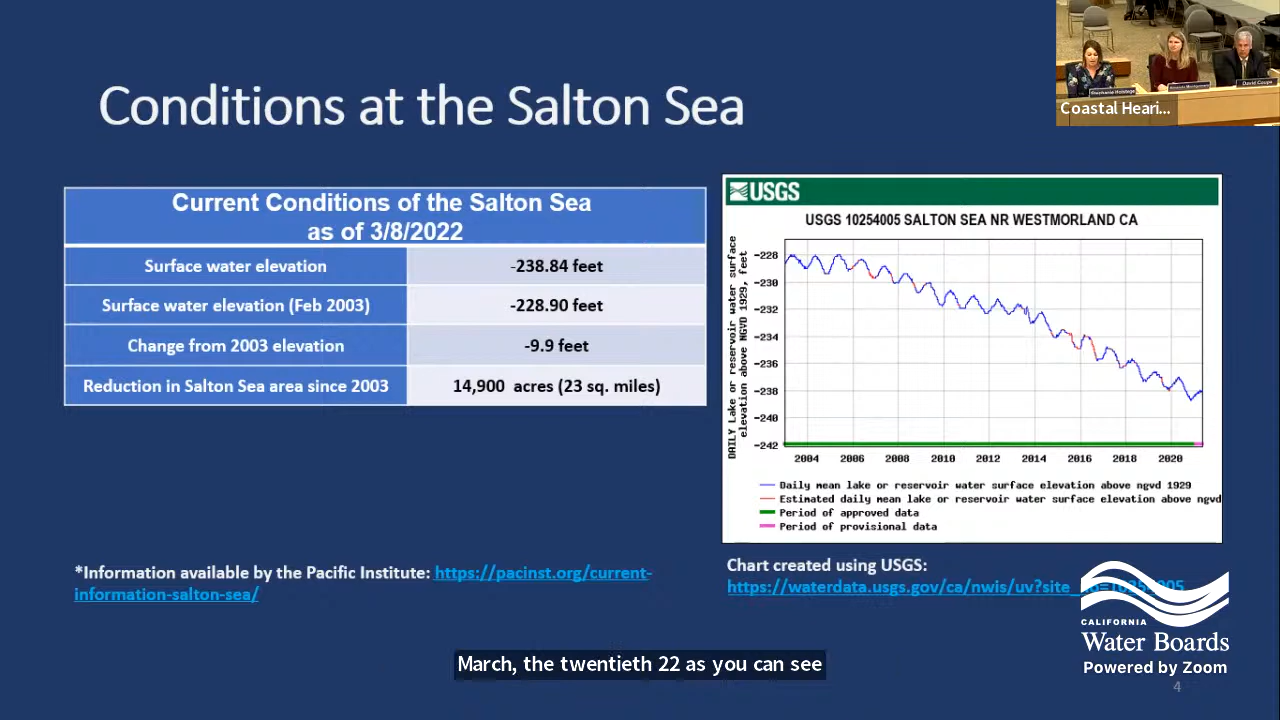 Conditions at the Salton Sea
Coastal Heari...
Current Conditions of the Salton Sea
as of 3/8/2022
Surface water elevation
-238.84 feet
Surface water elevation (Feb 2003)
-228.90 feet
Change from 2003 elevation
-9.9 feet
Reduction in Salton Sea area since 2003
14,900 acres (23 sq. miles)
USGS
USGS 10254005 SALTON SEA NR WESTMORLAND CA
DAILY Lake or reservoir water surface
elevation above NGVD 1929, feet
-228
-230
-232
-234
-236
-238
-240
-242
2004 2006 2008 2010 2012 2014 2016 2018 2020
Daily mean lake or reservoir water surface elevation above ngvd 1929
Estimated daily mean lake or reservoir water surface elevation above ngvd
Period of approved data
Period of provisional data
*Information available by the Pacific Institute: https://pacinst.org/current-
information-salton-sea/
Chart created using USGS:
https://waterdata.usgs.gov/ca/nwis/uv?site_
CALIFORNIA
Water Boards
Powered by Zoom
March, the twentieth 22 as you can see
4